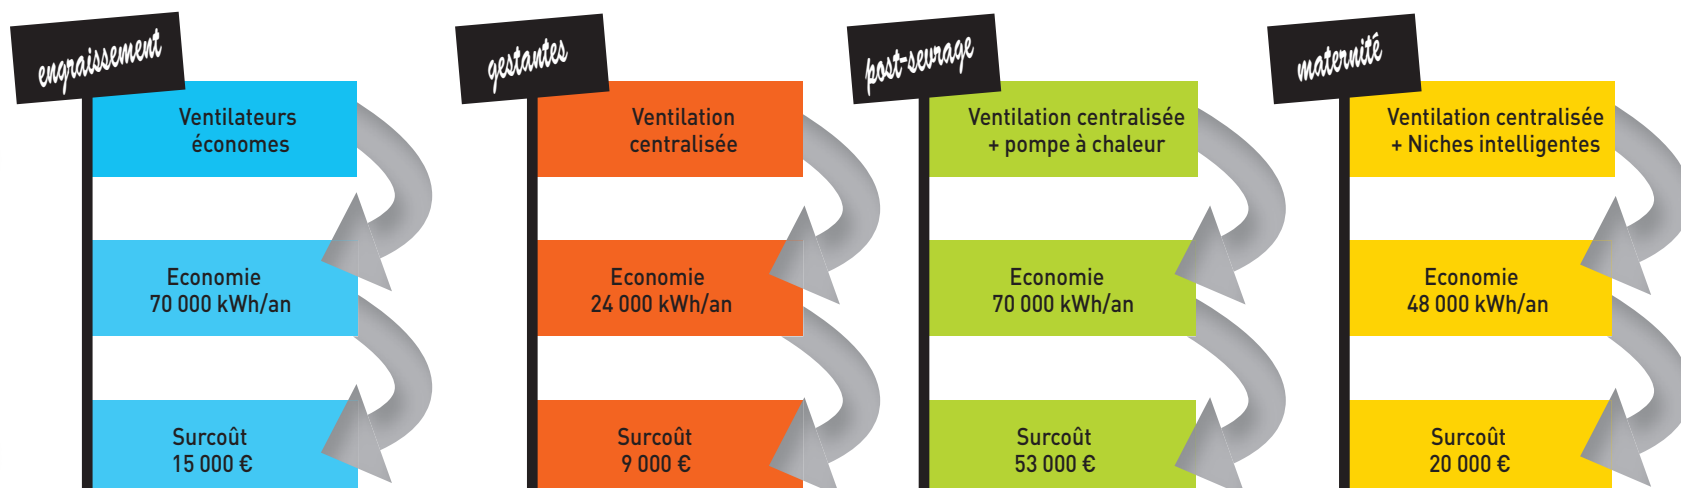 engraissement
Ventilateurs
économes
Economie
70 000 kWh/an
Surcoût
15 000 €
gestantes
Ventilation
centralisée
Economie
24 000 kWh/an
Surcoût
9 000 €
post-sevrage
Ventilation centralisée
+ pompe à chaleur
Economie
70 000 kWh/an
Surcoût
53 000 €
maternité
Ventilation centralisée
+ Niches intelligentes
Economie
48 000 kWh/an
Surcoût
20 000 €